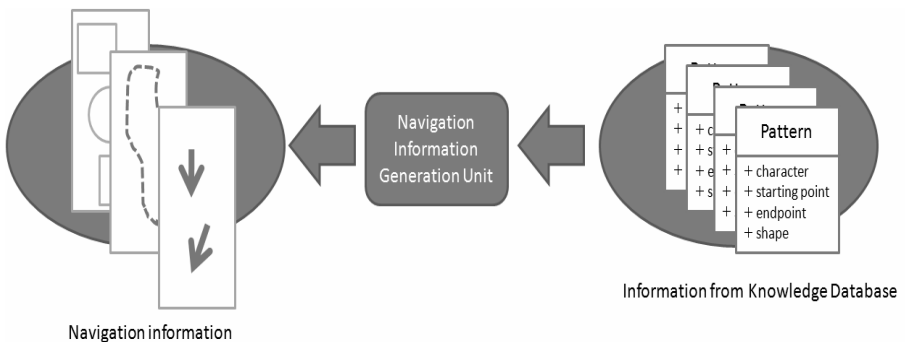 Navigation
Information
Generation Unit
Pattern
+ character
+ starting point
+ endpoint
+ shape
Information from Knowledge Database
Navigation information